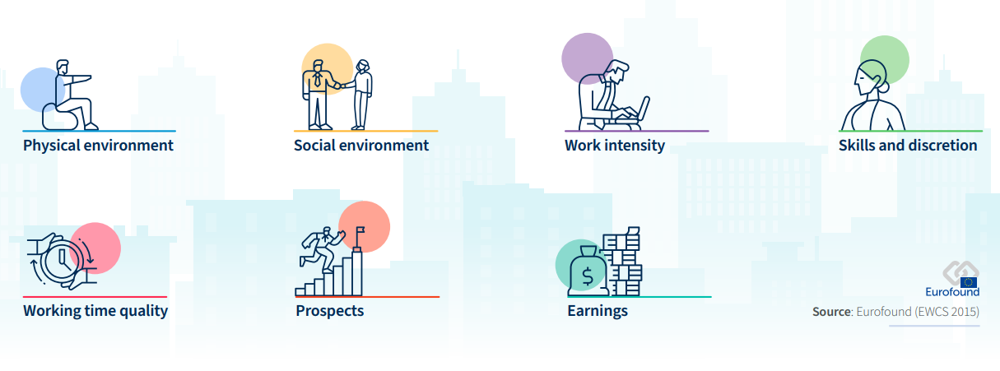 Physical environment
Social environment
Work intensity
Skills and discretion
Working time quality
Prospects
$
Earnings
Eurofound
Source: Eurofound (EWCS 2015)